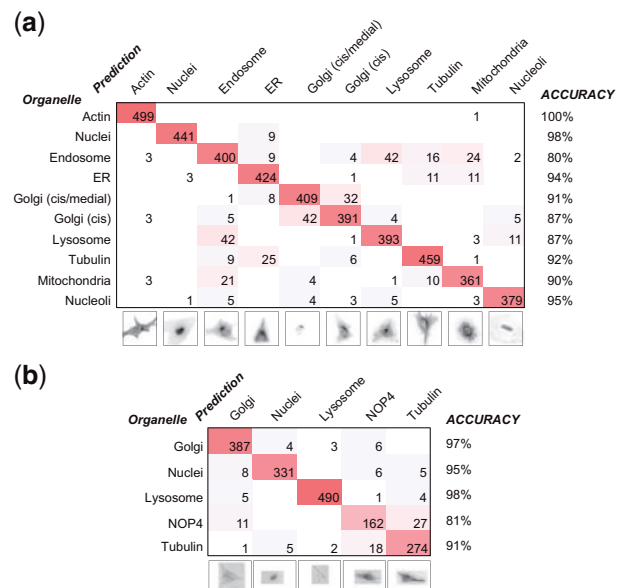 (a)
Prediction Actin Nuclei Endosome ER Golgi (cis/medial) Golgi (cis) Lysosome Tubulin Mitochondria Nucleoli
Organelle ACCURACY
Actin 499 1 100%
Nuclei 441 9 98%
Endosome 3 400 9 4 42 16 24 2 80%
ER 3 424 1 11 11 94%
Golgi (cis/medial) 1 8 409 32 91%
Golgi (cis) 3 5 42 391 4 5 87%
Lysosome 42 1 393 3 11 87%
Tubulin 9 25 6 459 1 92%
Mitochondria 3 21 4 1 10 361 90%
Nucleoli 1 5 4 3 5 3 379 95%
(b)
Prediction Golgi Nuclei Lysosome NOP4 Tubulin
Organelle ACCURACY
Golgi 387 4 3 6 97%
Nuclei 8 331 6 5 95%
Lysosome 5 490 1 4 98%
NOP4 11 162 27 81%
Tubulin 1 5 2 18 274 91%